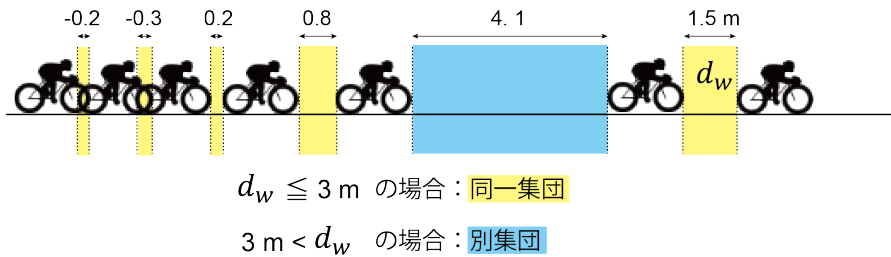 -0.2 -0.3 0.2 0.8 4. 1 1.5 m
d_w
d_w ≦ 3 m の場合：同一集団
3 m < d_w の場合：別集団